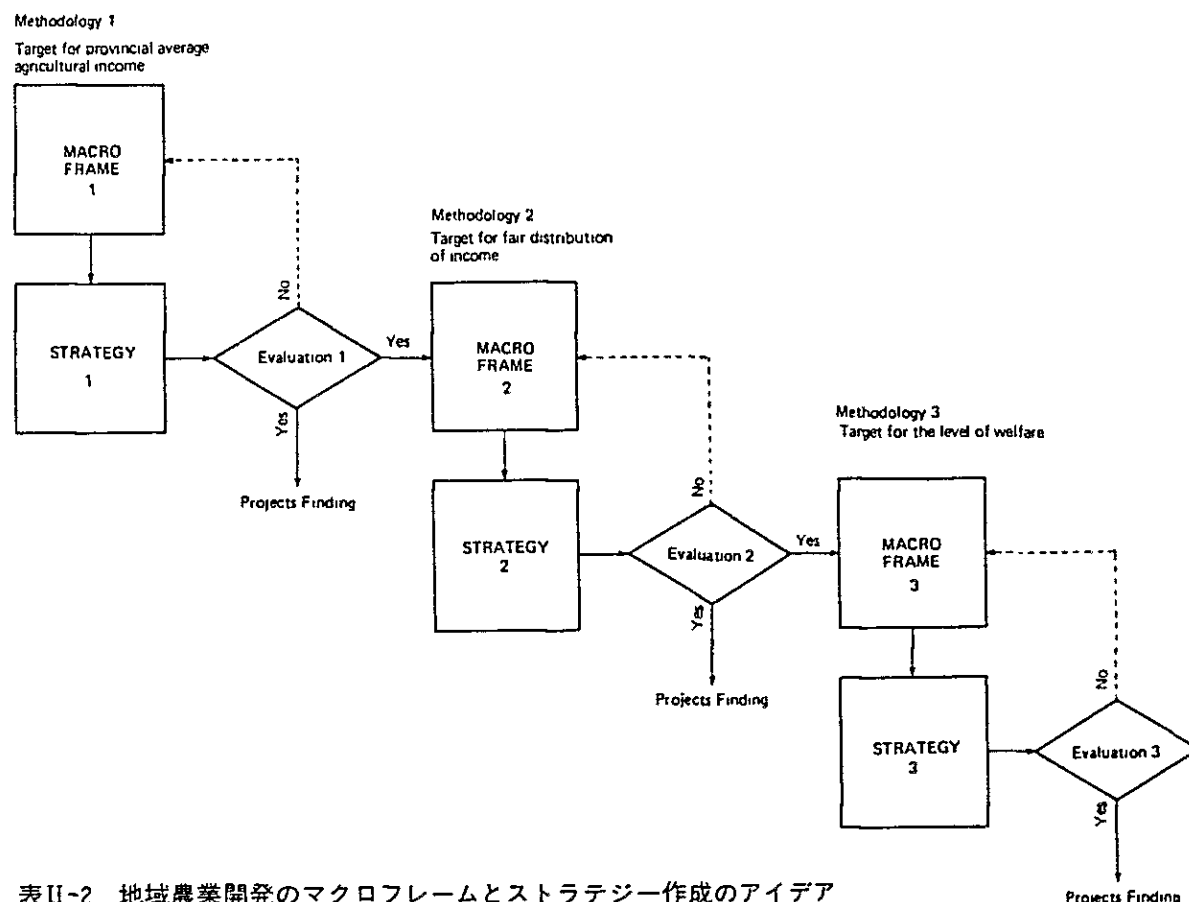 Methodology 1
Target for provincial average
agricultural income
MACRO
FRAME
1
STRATEGY
1
No
Evaluation 1
Yes
Yes
Projects Finding
Methodology 2
Target for fair distribution
of income
MACRO
FRAME
2
STRATEGY
2
No
Evaluation 2
Yes
Yes
Projects Finding
Methodology 3
Target for the level of welfare
MACRO
FRAME
3
STRATEGY
3
No
Evaluation 3
Yes
Projects Finding
表II-2 地域農業開発のマクロフレームとストラテジー作成のアイデア